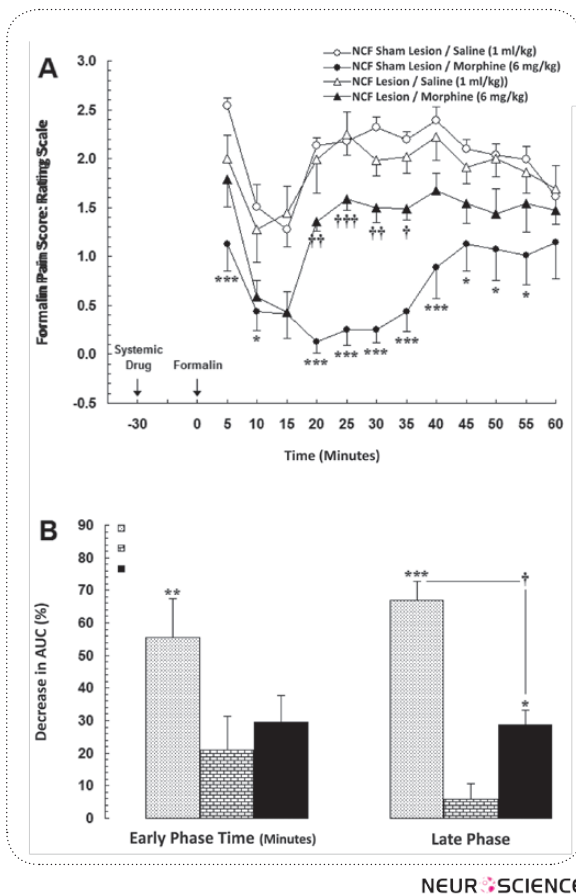 A
NCF Sham Lesion / Saline (1 ml/kg)
NCF Sham Lesion / Morphine (6 mg/kg)
NCF Lesion / Saline (1 ml/kg))
NCF Lesion / Morphine (6 mg/kg)
Formalin Pain Score: Rating Scale
3.0
2.5
2.0
1.5
1.0
0.5
0.0
-0.5
*** * *** *** *** *** *** * * *
†† ††† †† †
Systemic
Drug
Formalin
-30 0 5 10 15 20 25 30 35 40 45 50 55 60
Time (Minutes)
B
Decrease in AUC (%)
90
80
70
60
50
40
30
20
10
0
**
*** †
*
Early Phase Time (Minutes)
Late Phase
NEUR SCIENCE